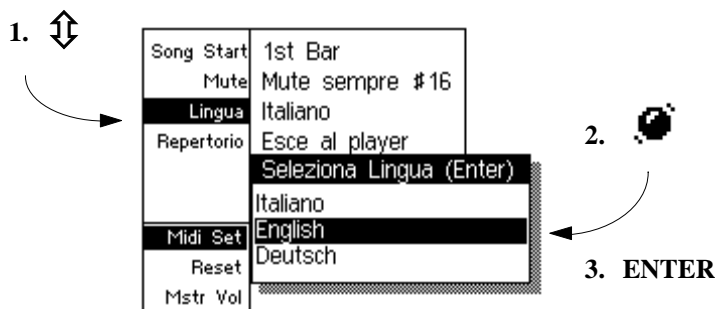 1.
Song Start 1st Bar
Mute Mute sempre #16
Lingua Italiano
Repertorio Esce al player
2.
Seleziona Lingua (Enter)
Italiano
English
Deutsch
Midi Set
Reset
Mstr Vol
3. ENTER